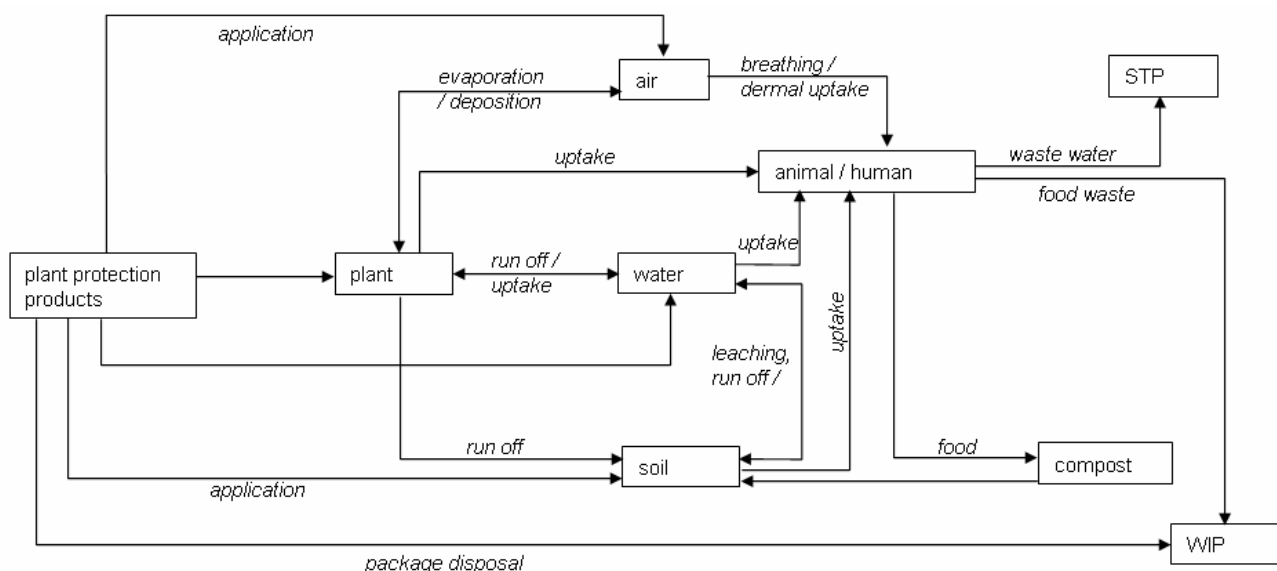 application
evaporation
/ deposition
air
breathing /
dermal uptake
STP
uptake
animal / human
waste water
food waste
plant protection
products
plant
run off /
uptake
water
uptake
uptake
leaching,
run off /
run off
soil
food
compost
application
WIP
package disposal